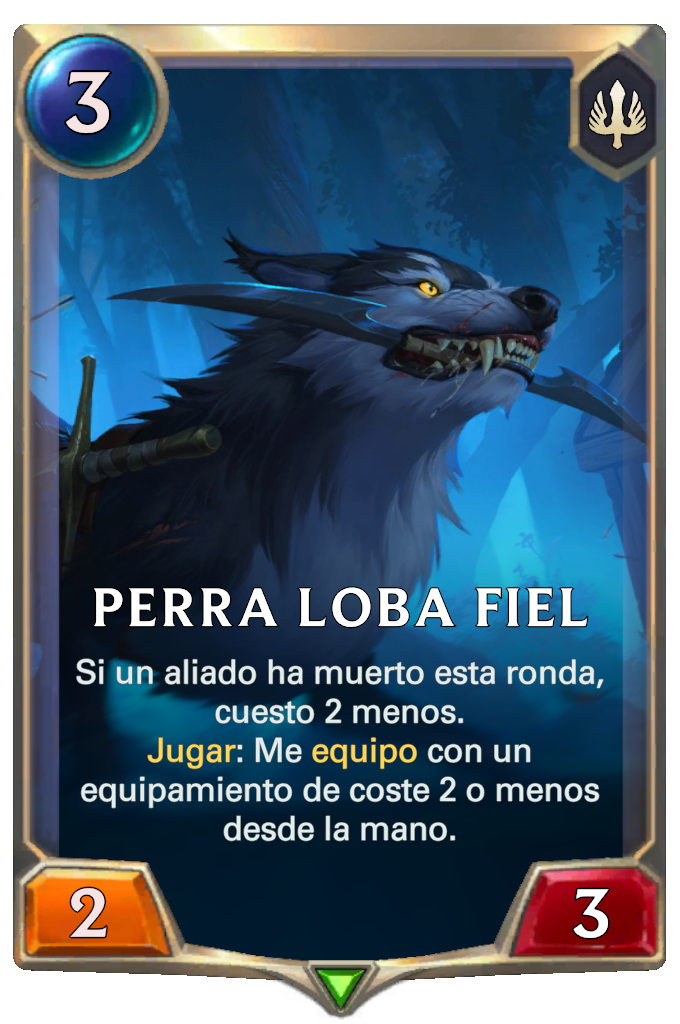 3
PERRA LOBA FIEL
Si un aliado ha muerto esta ronda,
cuesto 2 menos.
Jugar: Me equipo con un
equipamiento de coste 2 o menos
desde la mano.
2
3